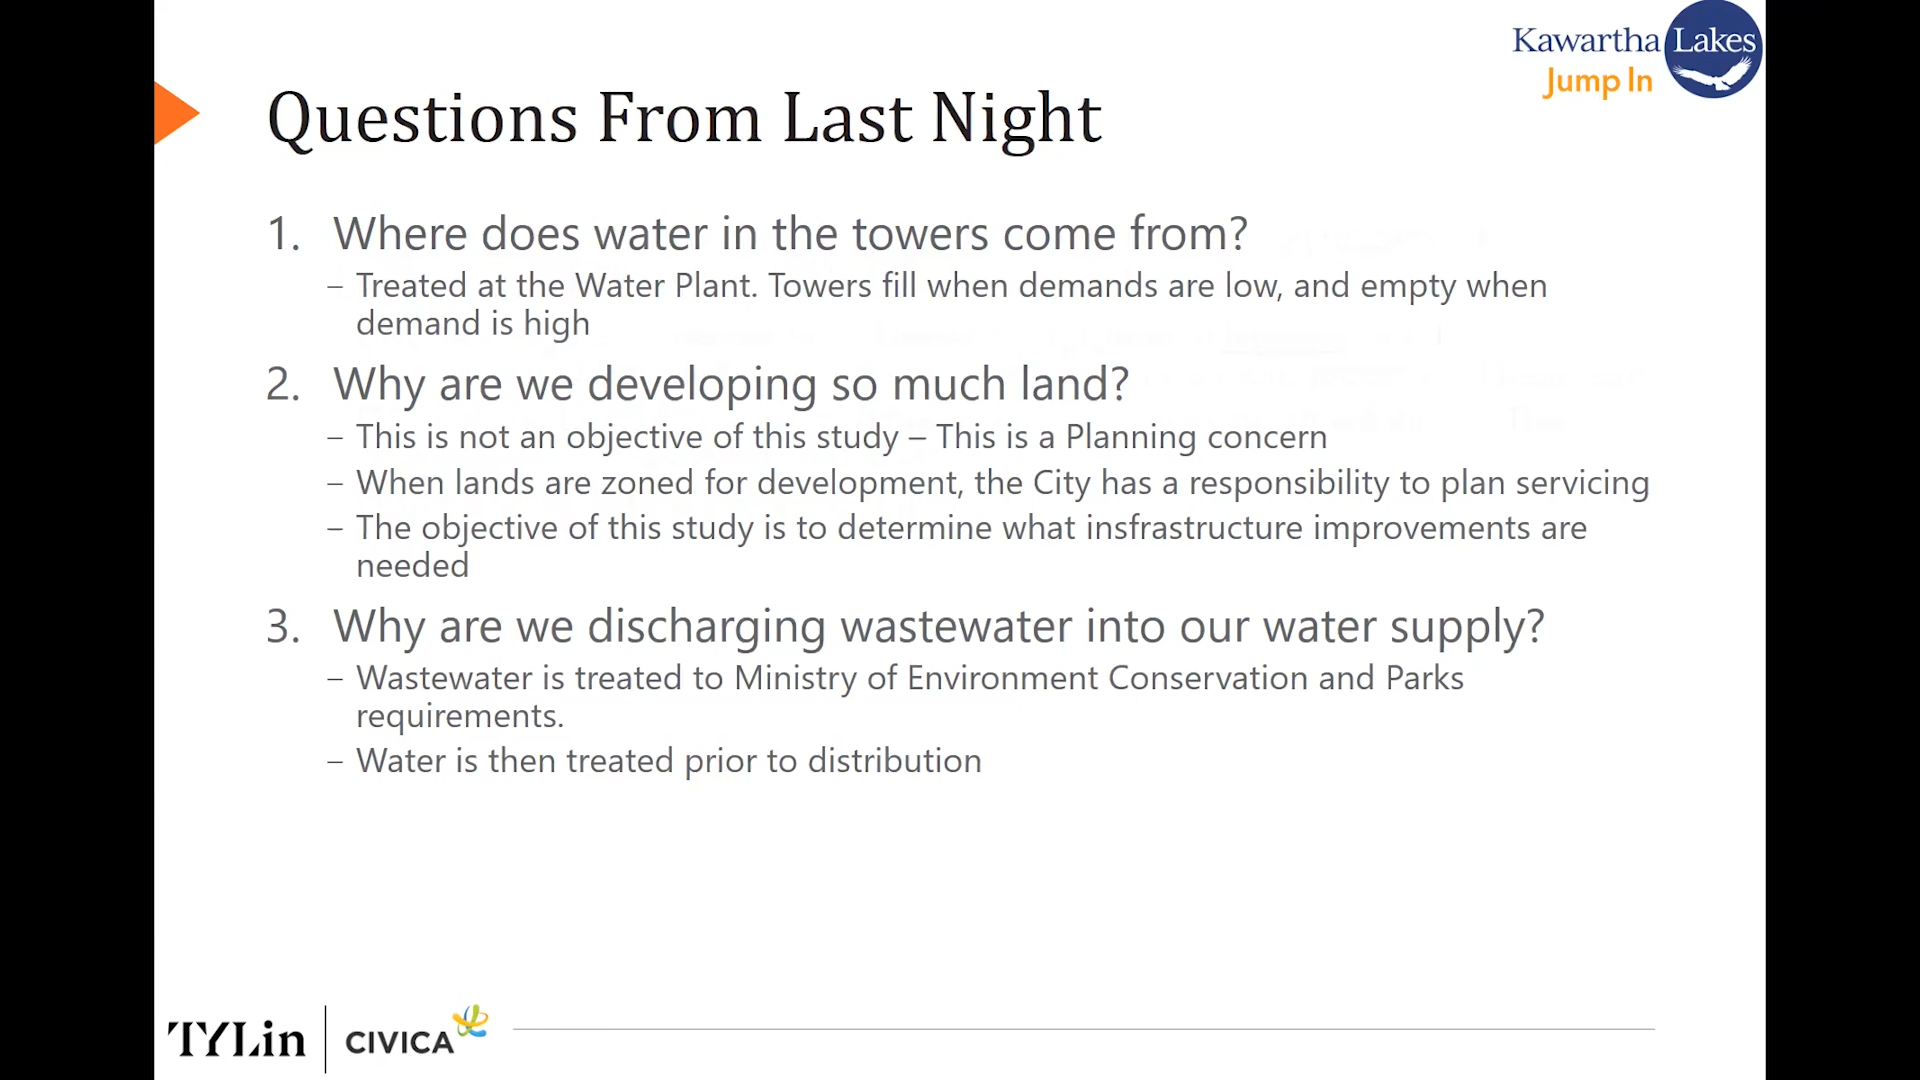 Kawartha Lakes
Jump In
Questions From Last Night
1. Where does water in the towers come from?
– Treated at the Water Plant. Towers fill when demands are low, and empty when
demand is high
2. Why are we developing so much land?
– This is not an objective of this study – This is a Planning concern
– When lands are zoned for development, the City has a responsibility to plan servicing
– The objective of this study is to determine what insfrastructure improvements are
needed
3. Why are we discharging wastewater into our water supply?
– Wastewater is treated to Ministry of Environment Conservation and Parks
requirements.
– Water is then treated prior to distribution
TYLin
CIVICA